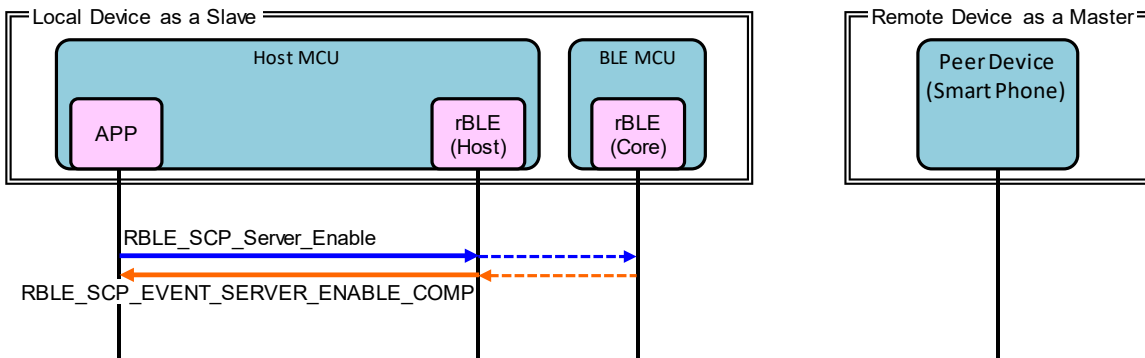 Local Device as a Slave
Remote Device as a Master
Host MCU
BLE MCU
Peer Device
(Smart Phone)
APP
rBLE
(Host)
rBLE
(Core)
RBLE_SCP_Server_Enable
RBLE_SCP_EVENT_SERVER_ENABLE_COMP